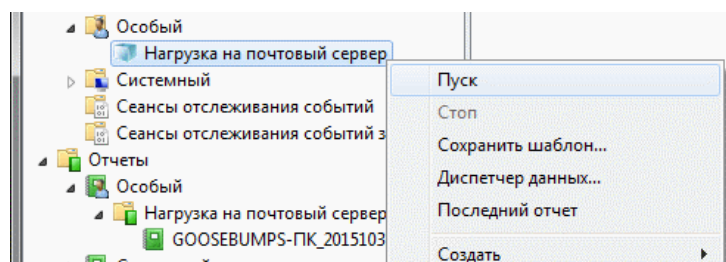 Особый
Нагрузка на почтовый сервер
Системный
Сеансы отслеживания событий
Сеансы отслеживания событий з
Отчеты
Особый
Нагрузка на почтовый сервер
GOOSEBUMPS-ПК_2015103
Пуск
Стоп
Сохранить шаблон...
Диспетчер данных...
Последний отчет
Создать